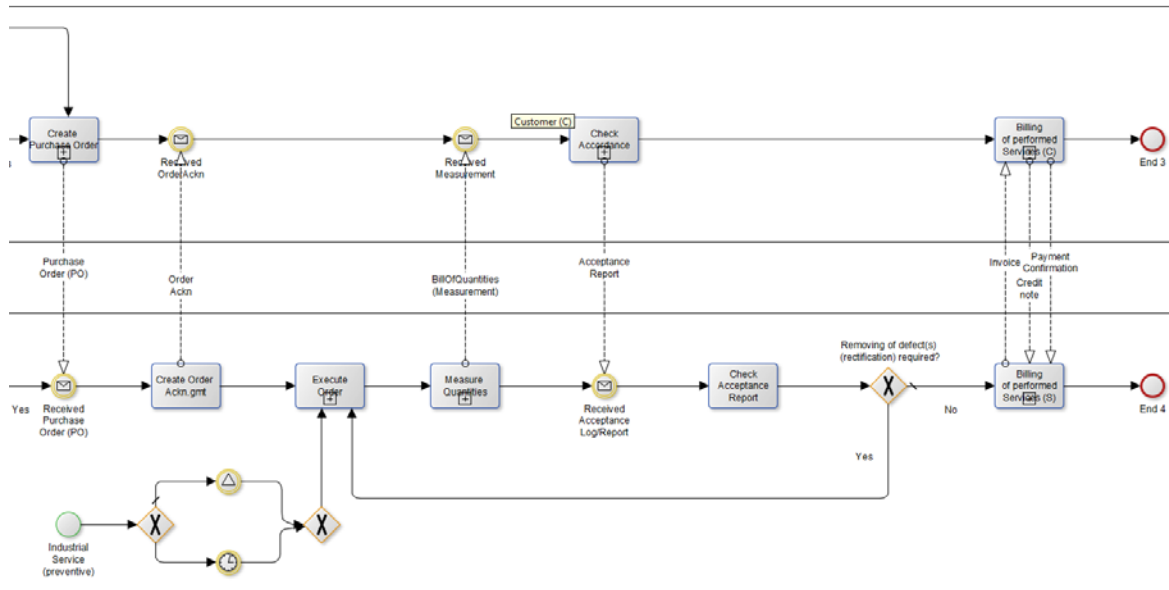 Customer (C)
Create
Purchase Order
Check
Accordance
Billing
of performed
Services (C)
Received
OrderAckn
Received
Measurement
End 3
Purchase
Order (PO)
Order
Ackn
BillOfQuantities
(Measurement)
Acceptance
Report
Invoice
Payment
Confirmation
Credit
note
Removing of defect(s)
(rectification) required?
Create Order
Ackn.gmt
Execute
Order
Measure
Quantities
Check
Acceptance
Report
Billing
of performed
Services (S)
Yes
Received
Purchase
Order (PO)
Received
Acceptance
Log/Report
No
End 4
Yes
Industrial
Service
(preventive)